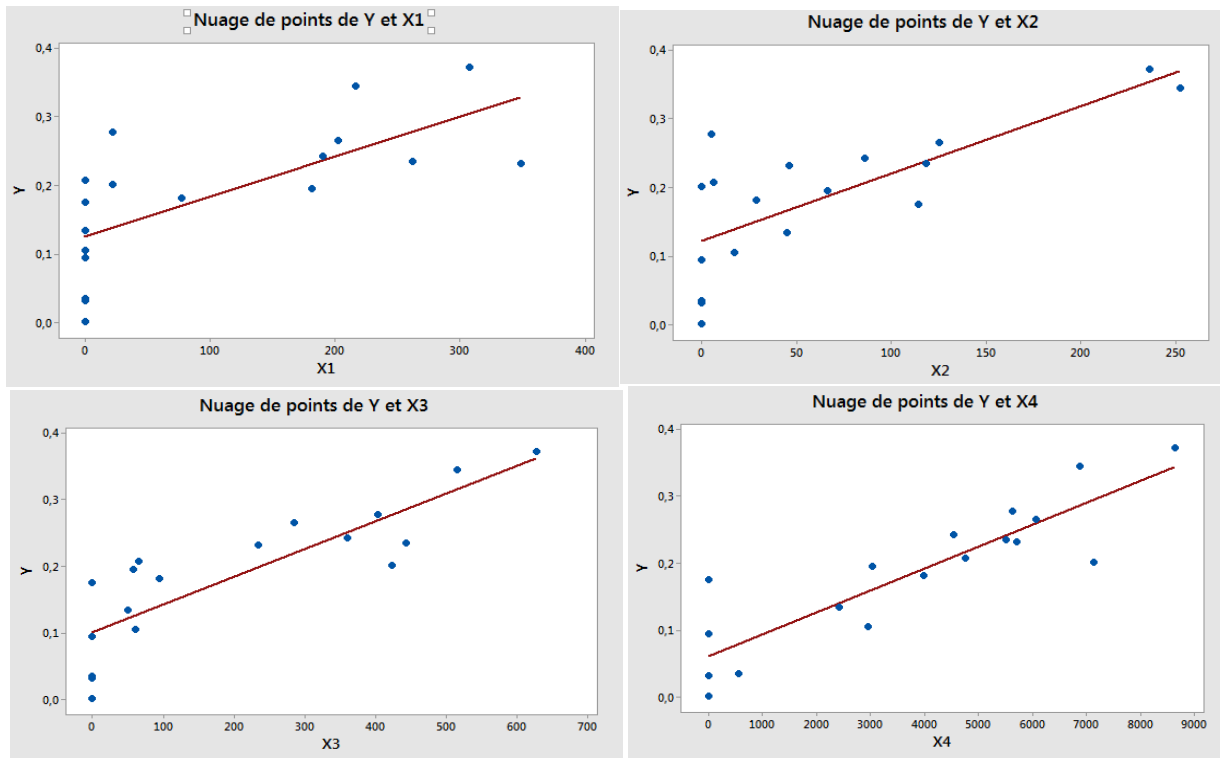 Nuage de points de Y et X1
0,4
0,3
0,2
0,1
0,0
Y
0 100 200 300 400
X1
Nuage de points de Y et X2
0,4
0,3
0,2
0,1
0,0
Y
0 50 100 150 200 250
X2
Nuage de points de Y et X3
0,4
0,3
0,2
0,1
0,0
Y
0 100 200 300 400 500 600 700
X3
Nuage de points de Y et X4
0,4
0,3
0,2
0,1
0,0
Y
0 1000 2000 3000 4000 5000 6000 7000 8000 9000
X4